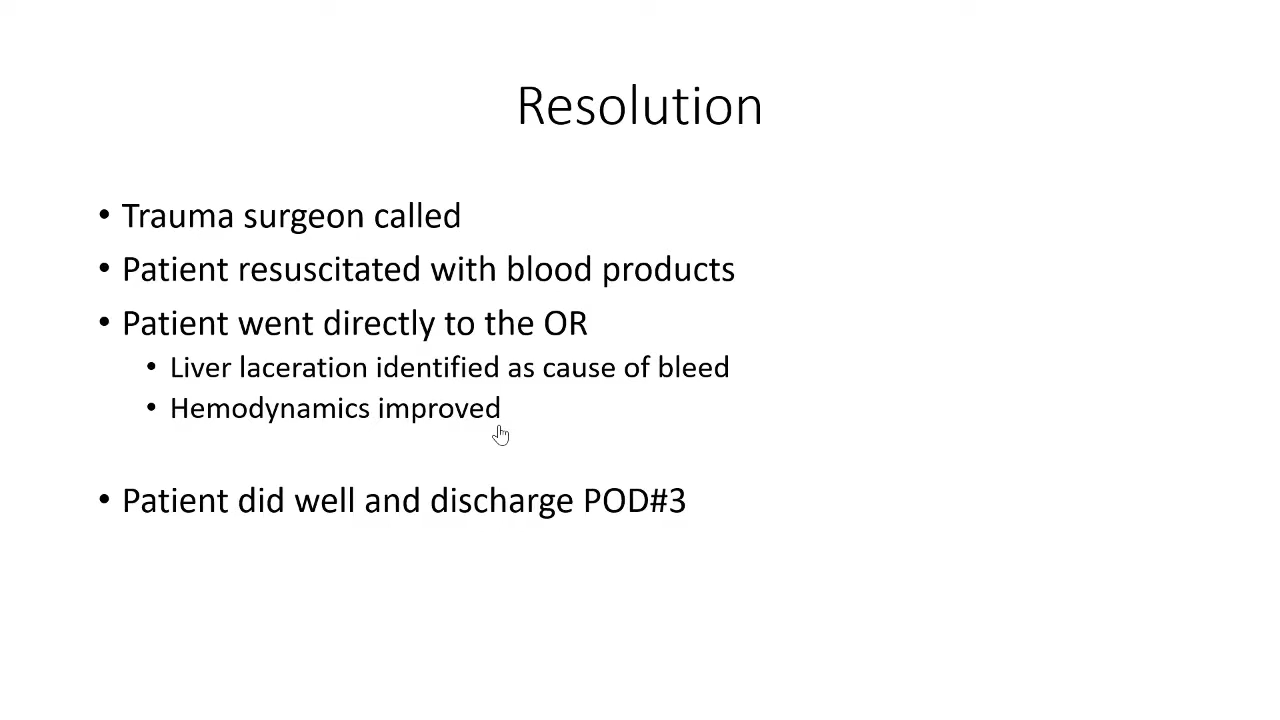 Resolution
• Trauma surgeon called
• Patient resuscitated with blood products
• Patient went directly to the OR
• Liver laceration identified as cause of bleed
• Hemodynamics improved
• Patient did well and discharge POD#3